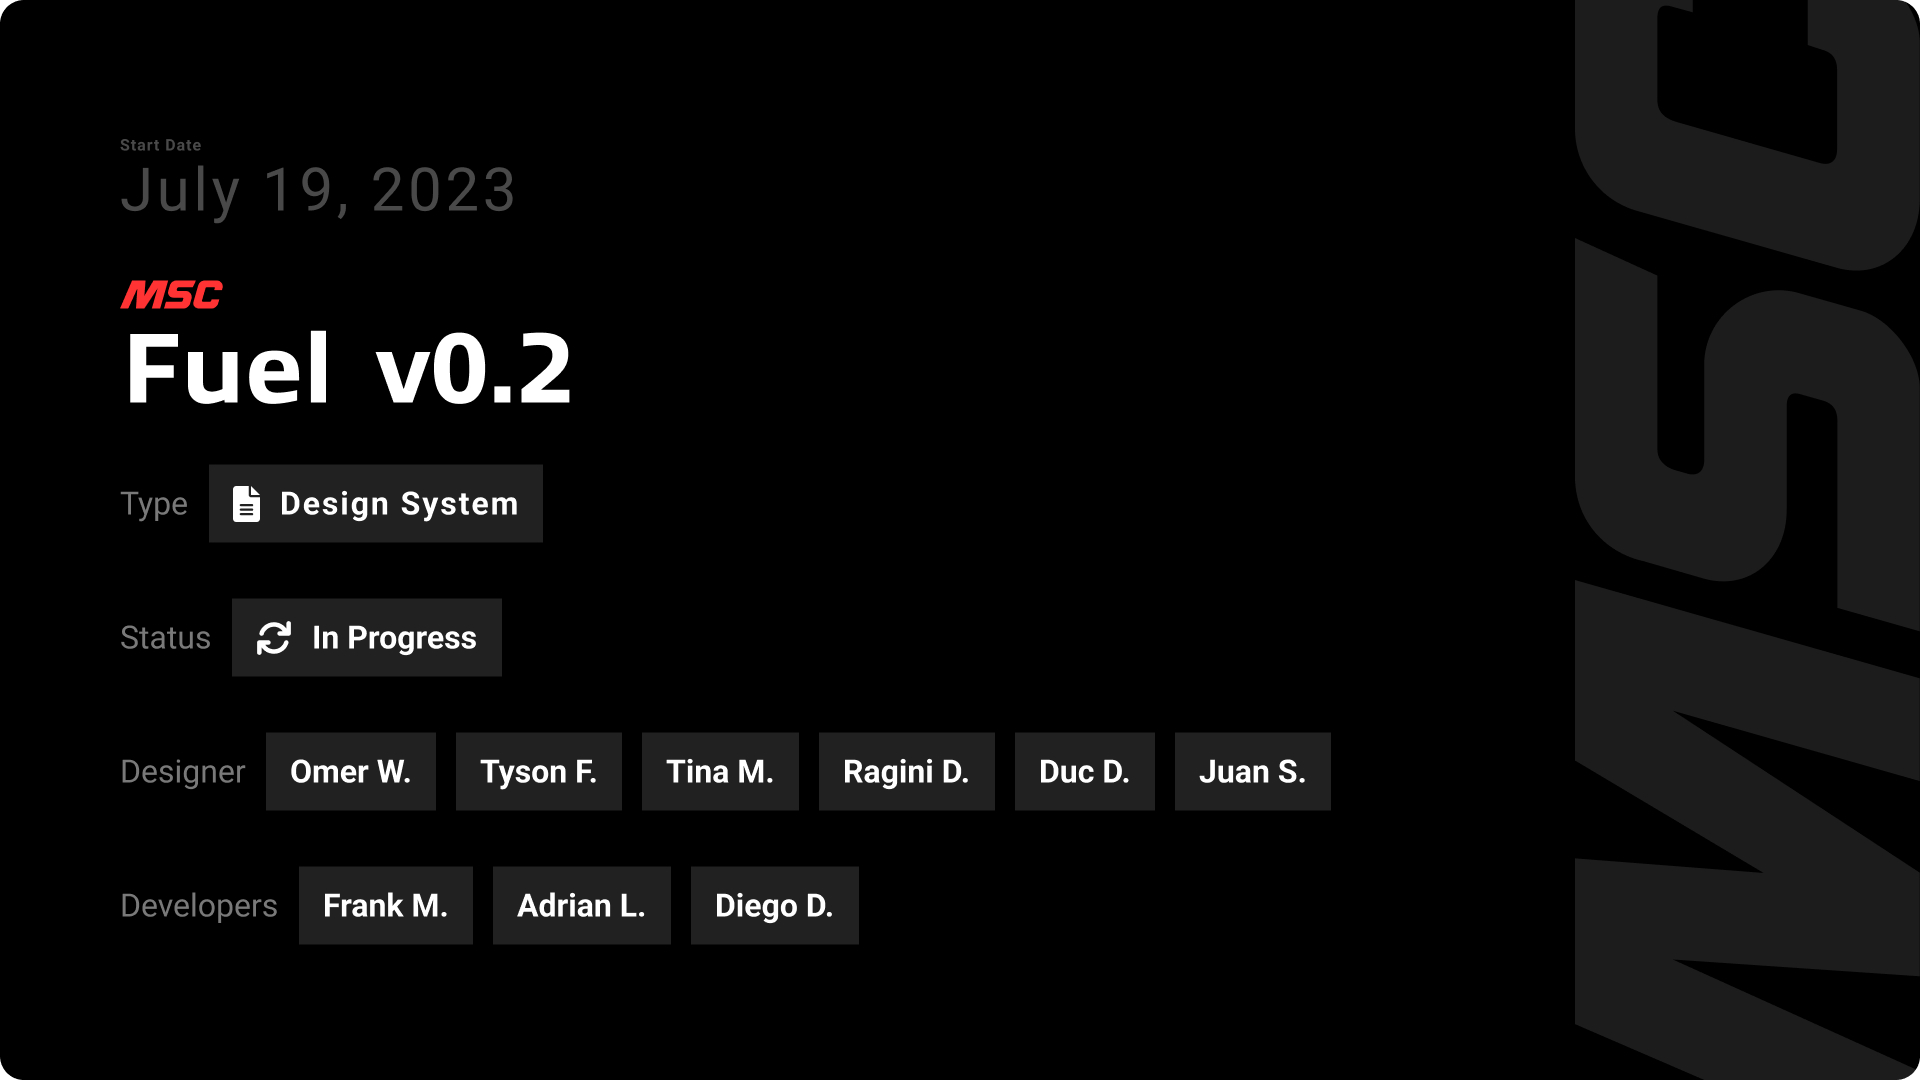 Start Date
July 19, 2023
MSC
Fuel v0.2
Type Design System
Status In Progress
Designer Omer W. Tyson F. Tina M. Ragini D. Duc D. Juan S.
Developers Frank M. Adrian L. Diego D.
MSC